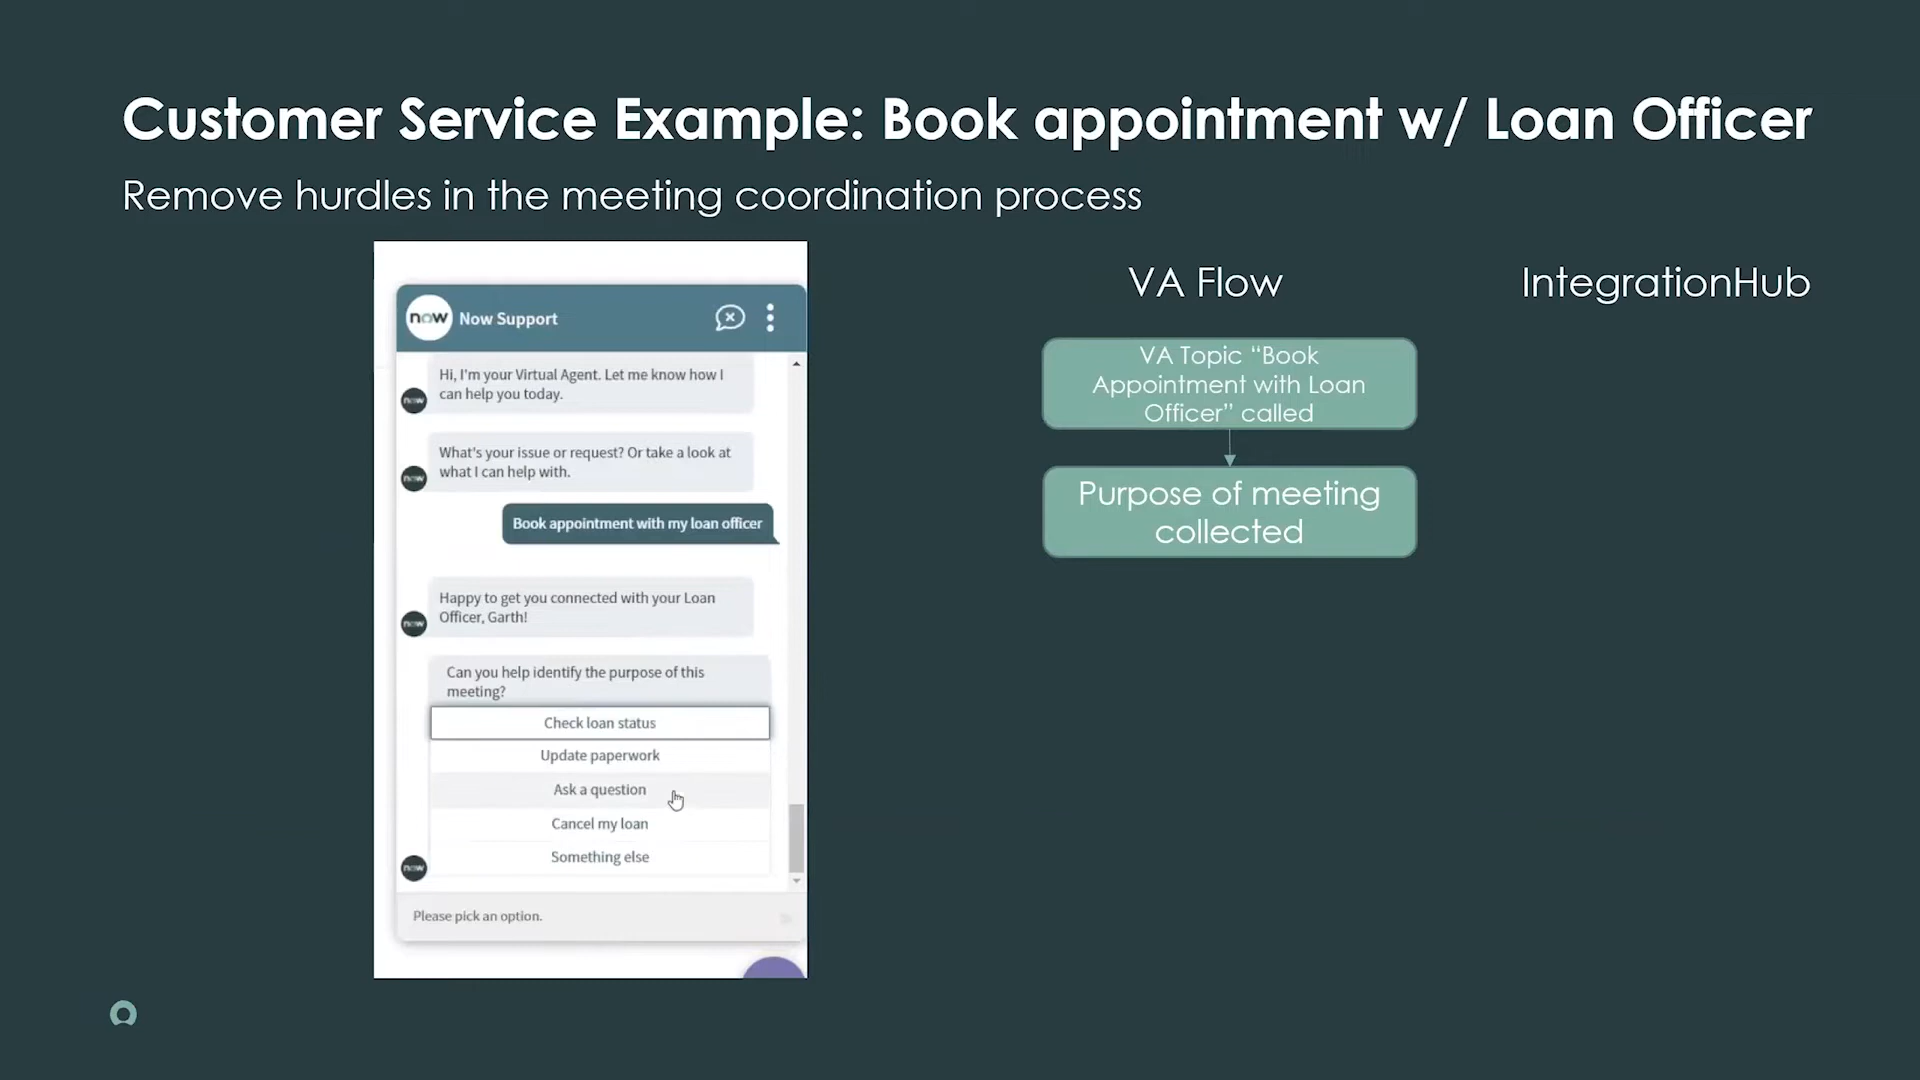 Customer Service Example: Book appointment w/ Loan Officer
Remove hurdles in the meeting coordination process
now Now Support
Hi, I'm your Virtual Agent. Let me know how I
can help you today.
now
What's your issue or request? Or take a look at
what I can help with.
now
Book appointment with my loan officer
Happy to get you connected with your Loan
Officer, Garth!
now
Can you help identify the purpose of this
meeting?
Check loan status
Update paperwork
Ask a question
Cancel my loan
Something else
now
Please pick an option.
VA Flow
IntegrationHub
VA Topic “Book
Appointment with Loan
Officer” called
Purpose of meeting
collected